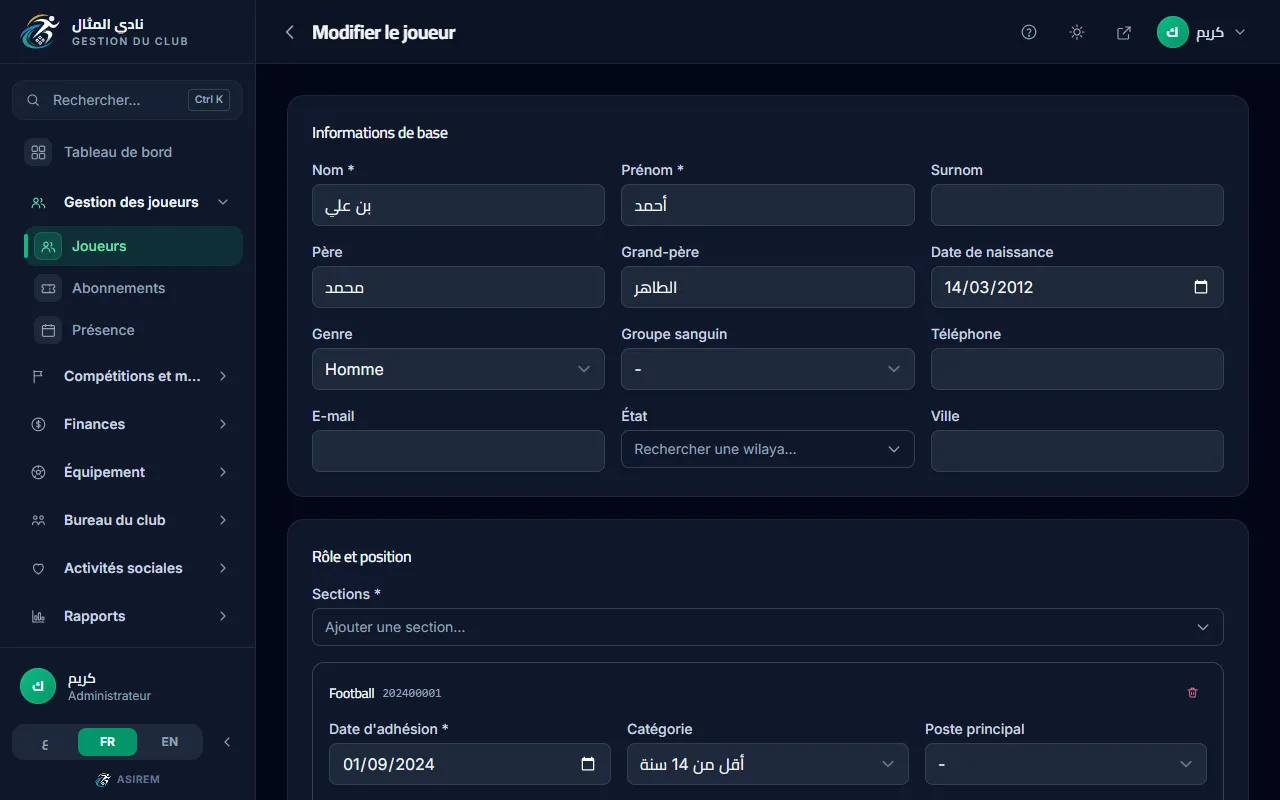 نادي المثال
GESTION DU CLUB
Rechercher...
Ctrl K
Tableau de bord
Gestion des joueurs
Joueurs
Abonnements
Présence
Compétitions et m...
Finances
Équipement
Bureau du club
Activités sociales
Rapports
ك
كريم
Administrateur
ع
FR
EN
ASIREM
Modifier le joueur
ك
كريم
Informations de base
Nom *
Prénom *
Surnom
بن علي
أحمد
Père
Grand-père
Date de naissance
محمد
الطاهر
14/03/2012
Genre
Groupe sanguin
Téléphone
Homme
-
E-mail
État
Ville
Rechercher une wilaya...
Rôle et position
Sections *
Ajouter une section...
Football 202400001
Date d'adhésion *
Catégorie
Poste principal
01/09/2024
أقل من 14 سنة
-